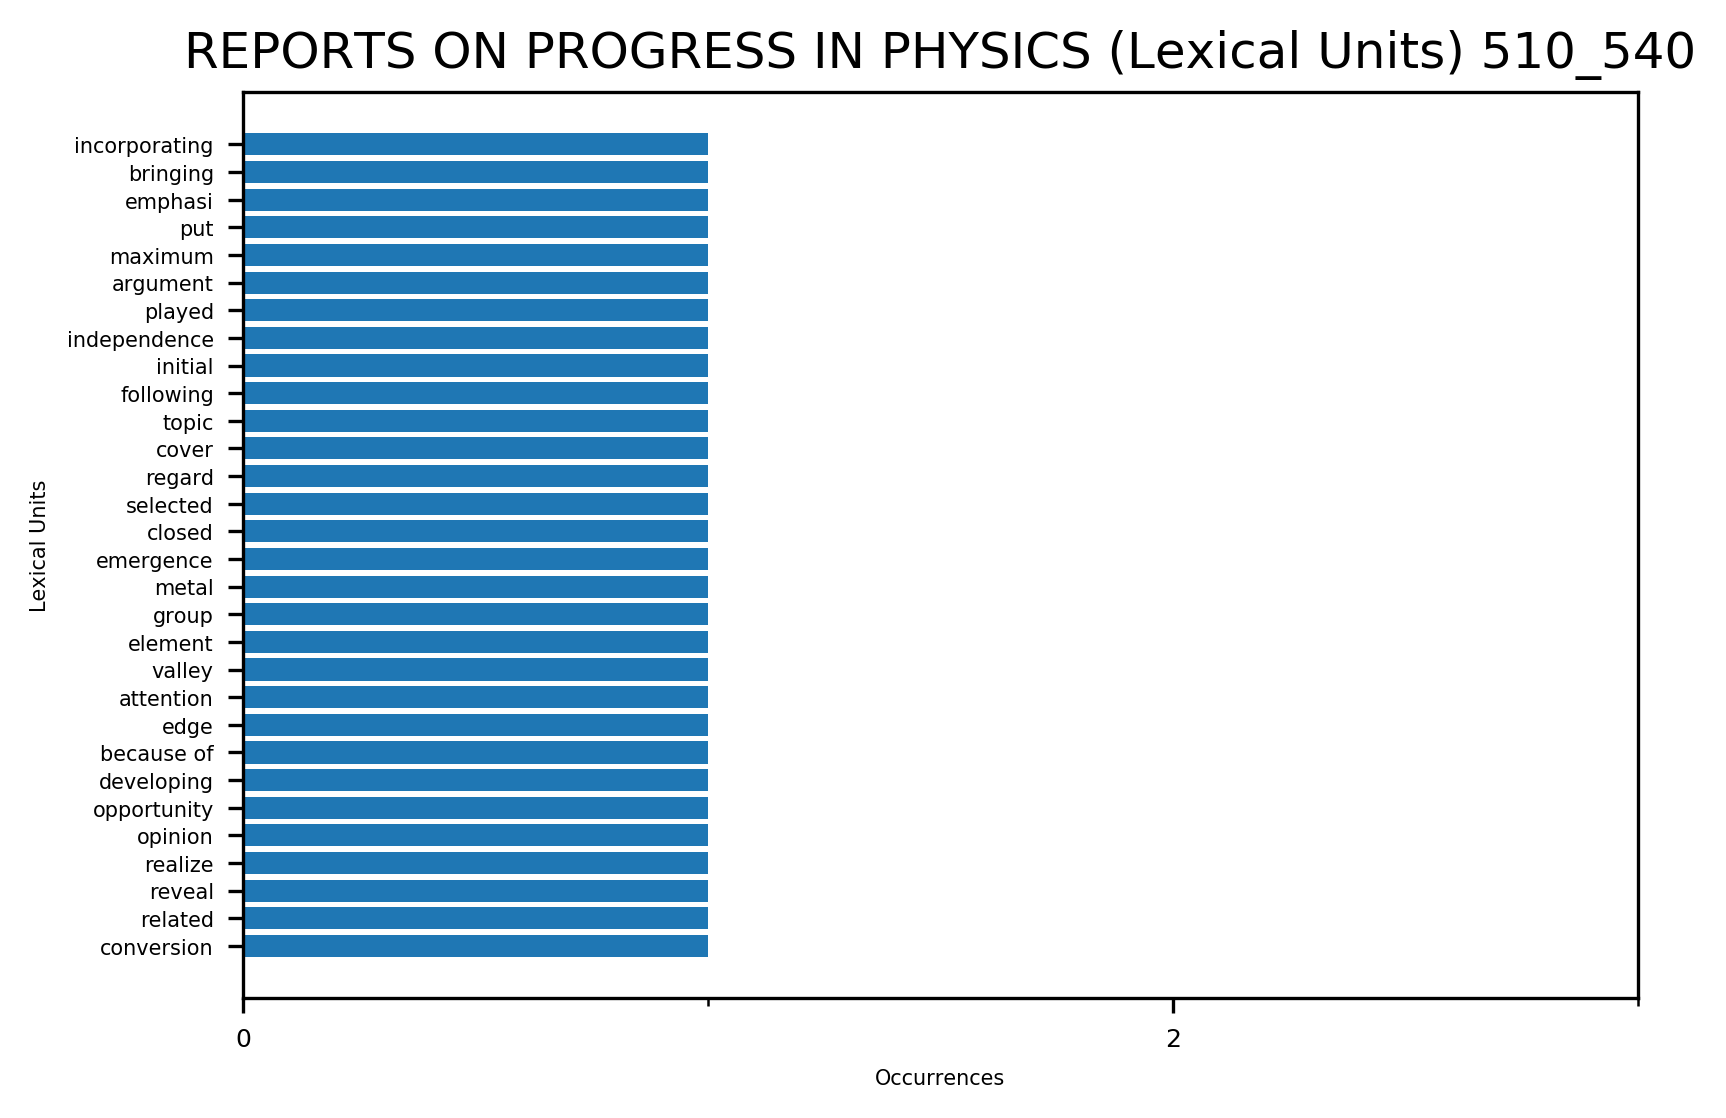 REPORTS ON PROGRESS IN PHYSICS (Lexical Units) 510_540
Lexical Units
incorporating
bringing
emphasi
put
maximum
argument
played
independence
initial
following
topic
cover
regard
selected
closed
emergence
metal
group
element
valley
attention
edge
because of
developing
opportunity
opinion
realize
reveal
related
conversion
0 2
Occurrences